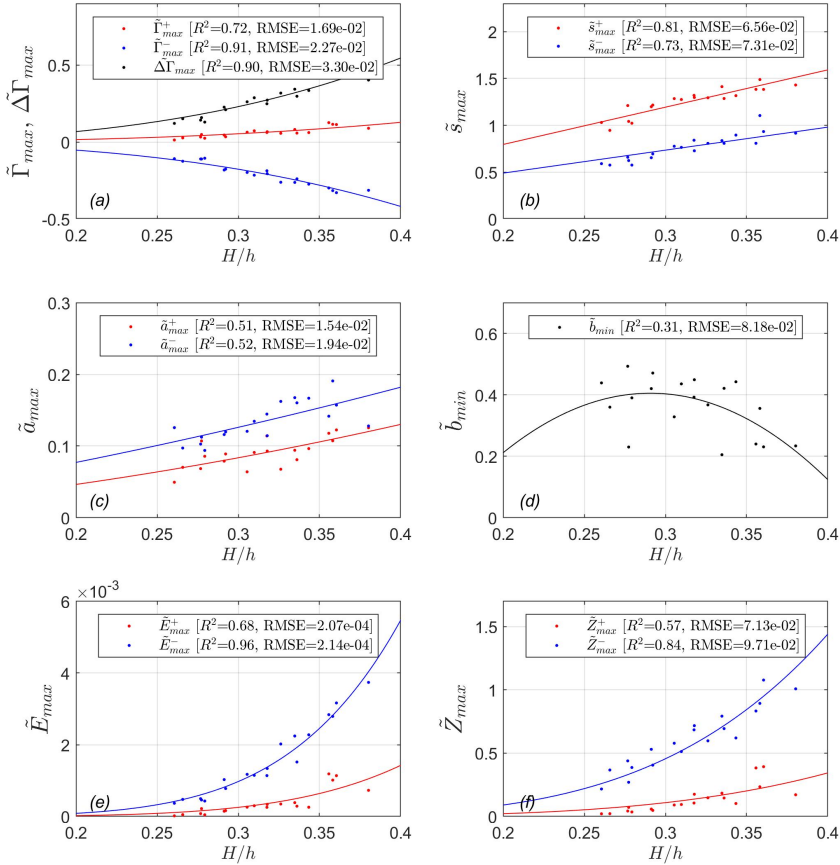 Γ̃⁺max [R²=0.72, RMSE=1.69e-02]
Γ̃⁻max [R²=0.91, RMSE=2.27e-02]
Δ̃Γmax [R²=0.90, RMSE=3.30e-02]
Γ̃max, Δ̃Γmax
0.5
0
-0.5
(a)
0.2 0.25 0.3 0.35 0.4
H/h
s̃⁺max [R²=0.81, RMSE=6.56e-02]
s̃⁻max [R²=0.73, RMSE=7.31e-02]
s̃max
2
1.5
1
0.5
0
(b)
0.2 0.25 0.3 0.35 0.4
H/h
ã⁺max [R²=0.51, RMSE=1.54e-02]
ã⁻max [R²=0.52, RMSE=1.94e-02]
ãmax
0.3
0.2
0.1
0
(c)
0.2 0.25 0.3 0.35 0.4
H/h
b̃min [R²=0.31, RMSE=8.18e-02]
b̃min
0.6
0.4
0.2
0
(d)
0.2 0.25 0.3 0.35 0.4
H/h
×10⁻³
Ẽ⁺max [R²=0.68, RMSE=2.07e-04]
Ẽ⁻max [R²=0.96, RMSE=2.14e-04]
Ẽmax
6
4
2
0
(e)
0.2 0.25 0.3 0.35 0.4
H/h
Z̃⁺max [R²=0.57, RMSE=7.13e-02]
Z̃⁻max [R²=0.84, RMSE=9.71e-02]
Z̃max
1.5
1
0.5
0
(f)
0.2 0.25 0.3 0.35 0.4
H/h